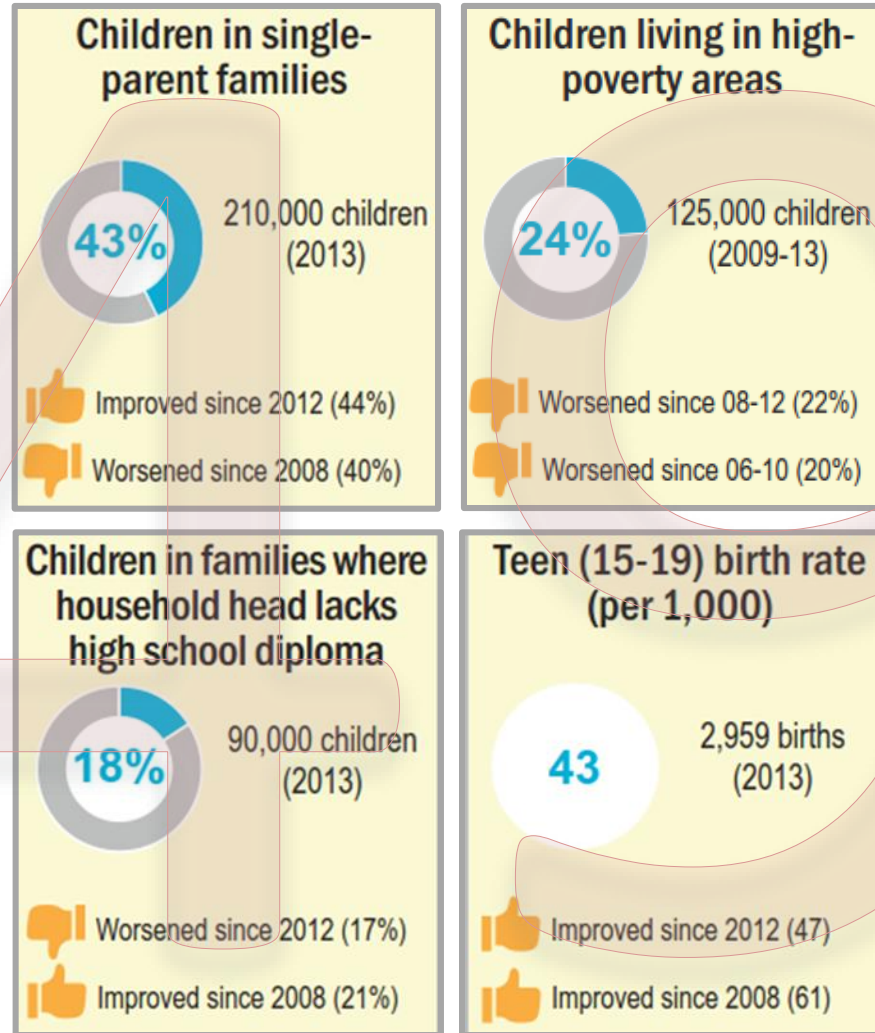 Children in single-
parent families
43%
210,000 children
(2013)
Improved since 2012 (44%)
Worsened since 2008 (40%)
Children living in high-
poverty areas
24%
125,000 children
(2009-13)
Worsened since 08-12 (22%)
Worsened since 06-10 (20%)
Children in families where
household head lacks
high school diploma
18%
90,000 children
(2013)
Worsened since 2012 (17%)
Improved since 2008 (21%)
Teen (15-19) birth rate
(per 1,000)
43
2,959 births
(2013)
Improved since 2012 (47)
Improved since 2008 (61)